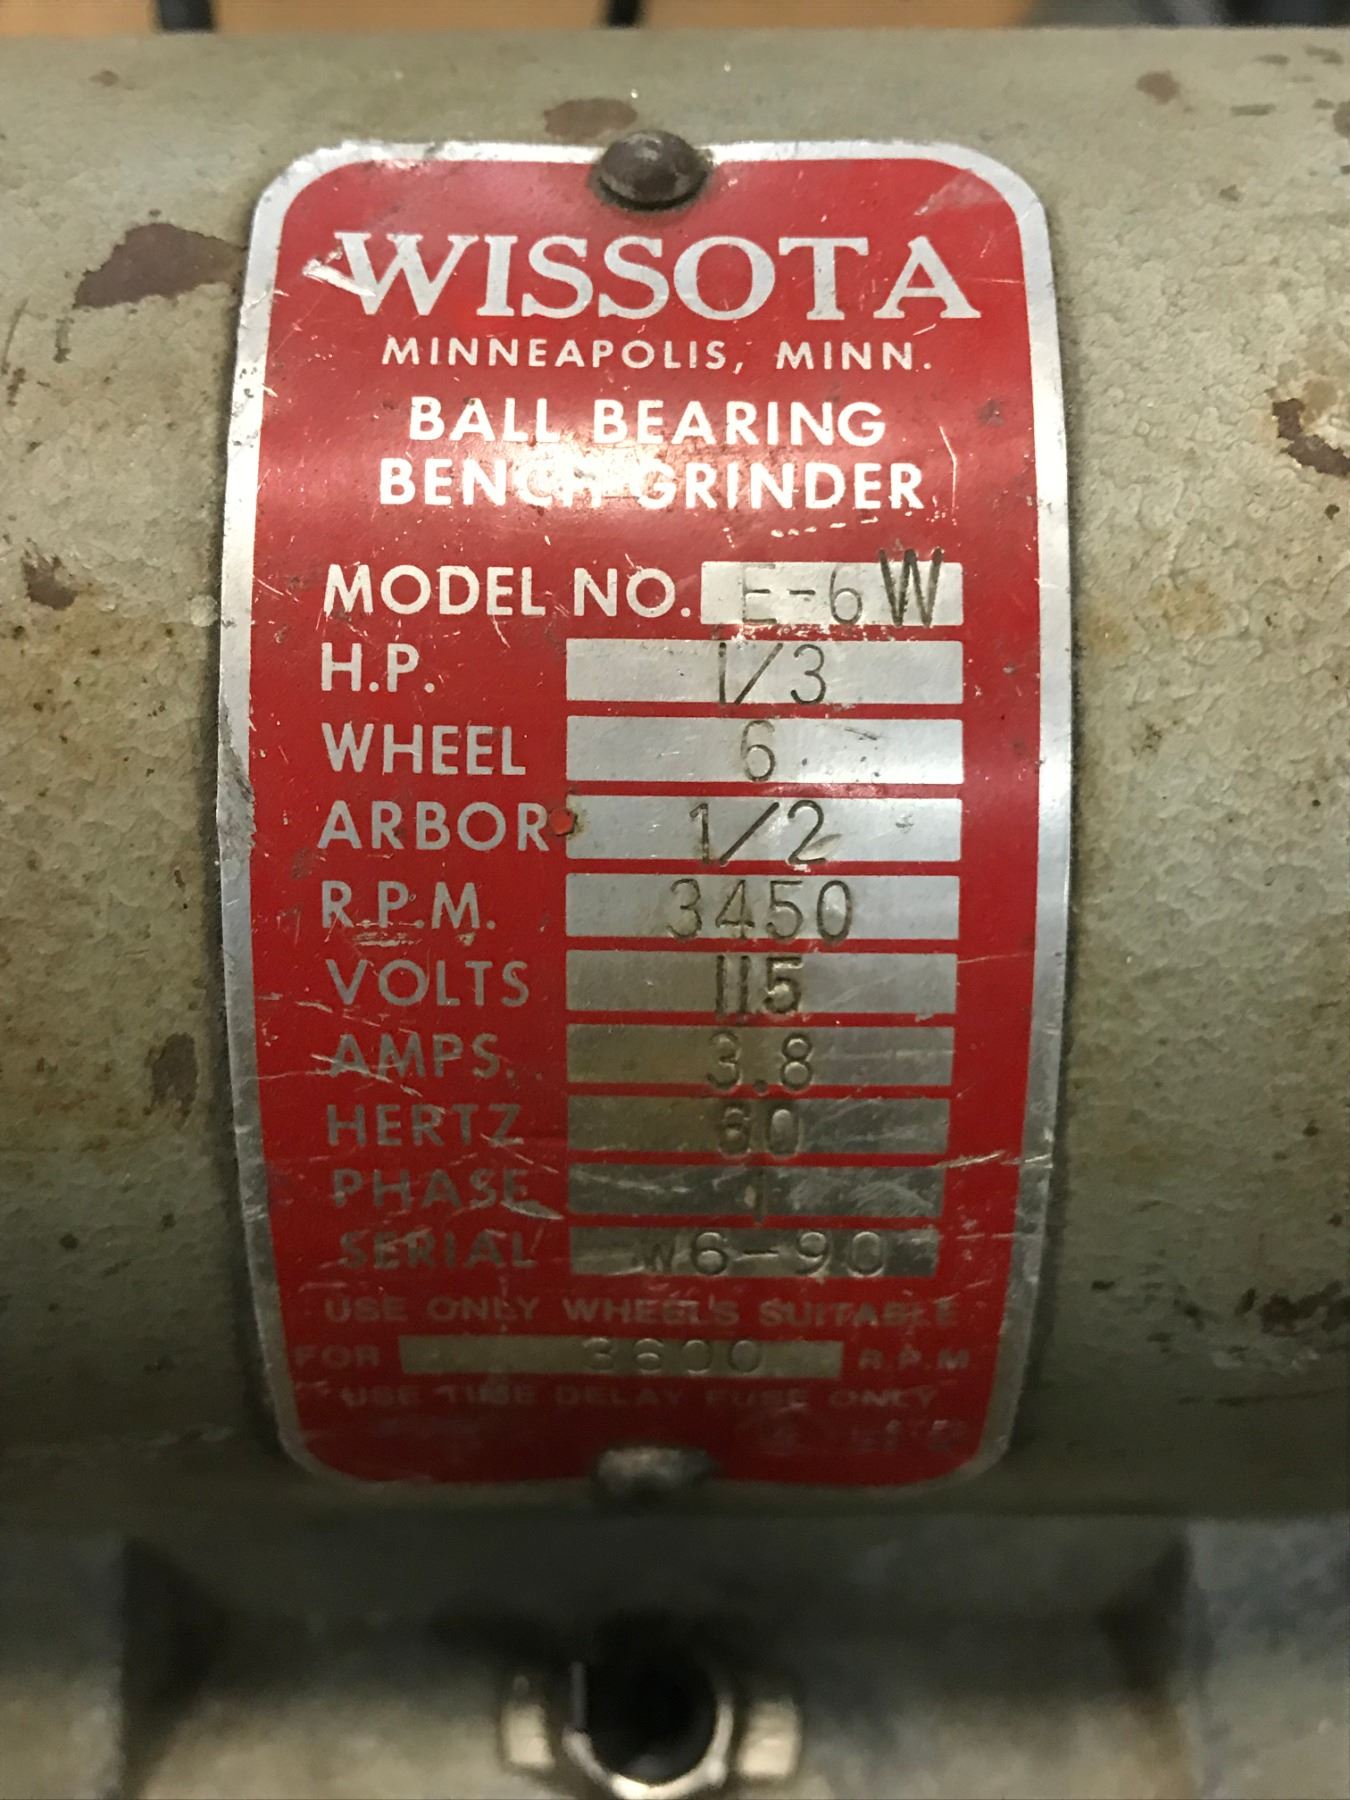 WISSOTA
MINNEAPOLIS, MINN.
BALL BEARING
BENCH GRINDER
MODEL NO. E-6W
H.P. 1/3
WHEEL 6
ARBOR 1/2
R.P.M. 3450
VOLTS 115
AMPS. 3.8
HERTZ 60
PHASE 1
SERIAL W6-90
USE ONLY WHEELS SUITABLE
FOR 3600 R.P.M
USE TIME DELAY FUSE ONLY